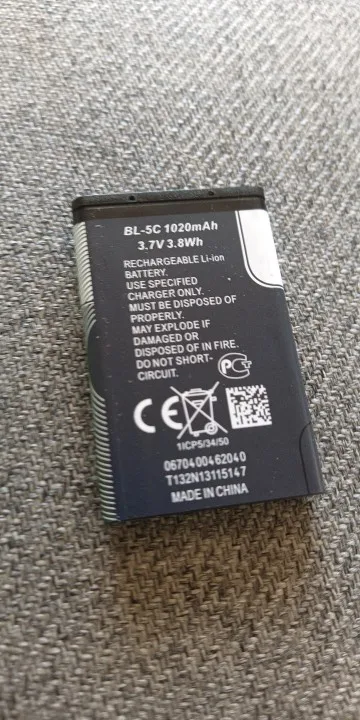 BL-5C 1020mAh
3.7V 3.8Wh
RECHARGEABLE Li-ion
BATTERY.
USE SPECIFIED
CHARGER ONLY.
MUST BE DISPOSED OF
PROPERLY.
MAY EXPLODE IF
DAMAGED OR
DISPOSED OF IN FIRE.
DO NOT SHORT-
CIRCUIT.
CE
1ICP5/34/50
0670400462040
T132N13115147
MADE IN CHINA